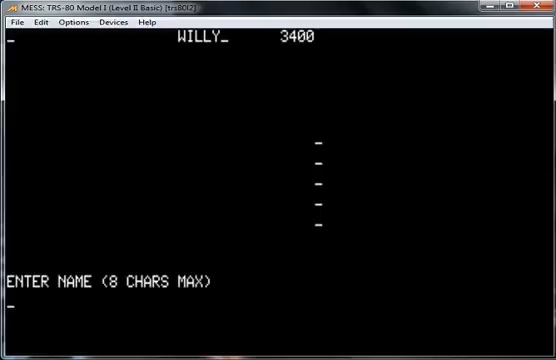 MESS: TRS-80 Model I (Level II Basic) [trs80l2]
File Edit Options Devices Help
_ WILLY_ 3400
-
-
-
-
-
ENTER NAME (8 CHARS MAX)
_